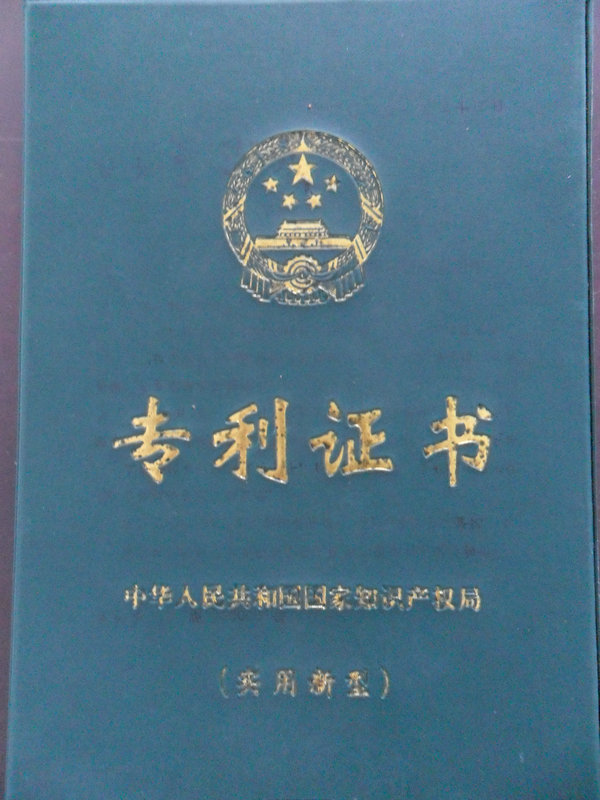 专利证书
中华人民共和国国家知识产权局
(实用新型)